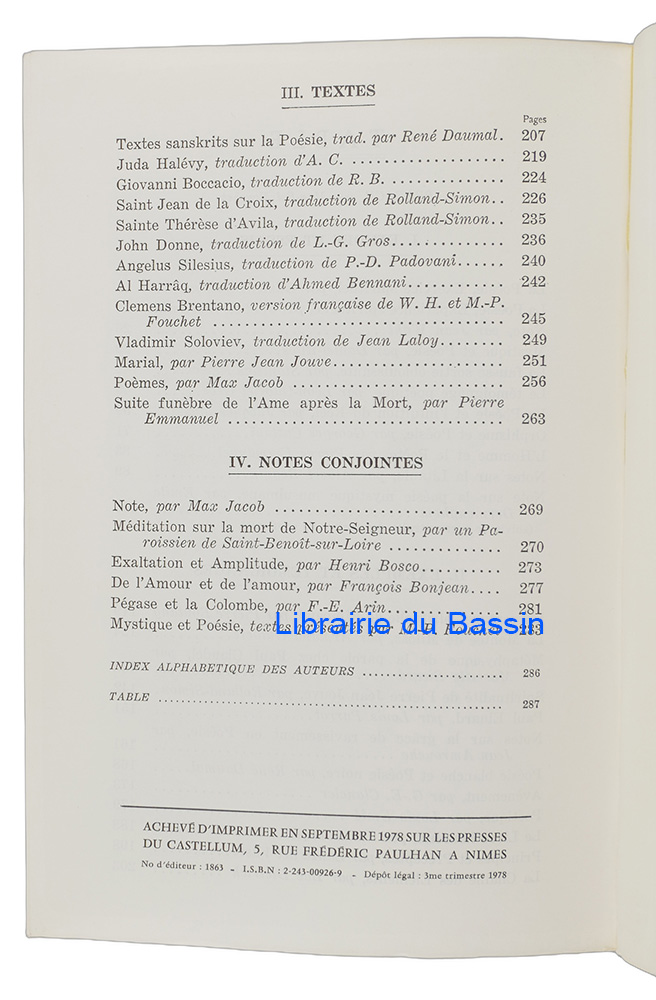 III. TEXTES
Pages
Textes sanskrits sur la Poésie, trad. par René Daumal. 207
Juda Halévy, traduction d'A. C. ................... 219
Giovanni Boccacio, traduction de R. B. .............. 224
Saint Jean de la Croix, traduction de Rolland-Simon.. 226
Sainte Thérèse d'Avila, traduction de Rolland-Simon.. 235
John Donne, traduction de L.-G. Gros.............. 236
Angelus Silesius, traduction de P.-D. Padovani...... 240
Al Harrâq, traduction d'Ahmed Bennani............ 242
Clemens Brentano, version française de W. H. et M.-P.
Fouchet .................................... 245
Vladimir Soloviev, traduction de Jean Laloy........ 249
Marial, par Pierre Jean Jouve..................... 251
Poèmes, par Max Jacob .......................... 256
Suite funèbre de l'Ame après la Mort, par Pierre
Emmanuel .................................. 263
IV. NOTES CONJOINTES
Note, par Max Jacob ............................ 269
Méditation sur la mort de Notre-Seigneur, par un Pa-
roissien de Saint-Benoît-sur-Loire .............. 270
Exaltation et Amplitude, par Henri Bosco.......... 273
De l'Amour et de l'amour, par François Bonjean.... 277
Pégase et la Colombe, par F.-E. Arin.............. 281
Mystique et Poésie, textes présentés par M.-P. Fouchet 283
Librairie du Bassin
INDEX ALPHABETIQUE DES AUTEURS ....................... 286
TABLE ........................................................ 287
ACHEVÉ D'IMPRIMER EN SEPTEMBRE 1978 SUR LES PRESSES
DU CASTELLUM, 5, RUE FRÉDÉRIC PAULHAN A NIMES
No d'éditeur : 1863 - I.S.B.N : 2-243-00926-9 - Dépôt légal : 3me trimestre 1978